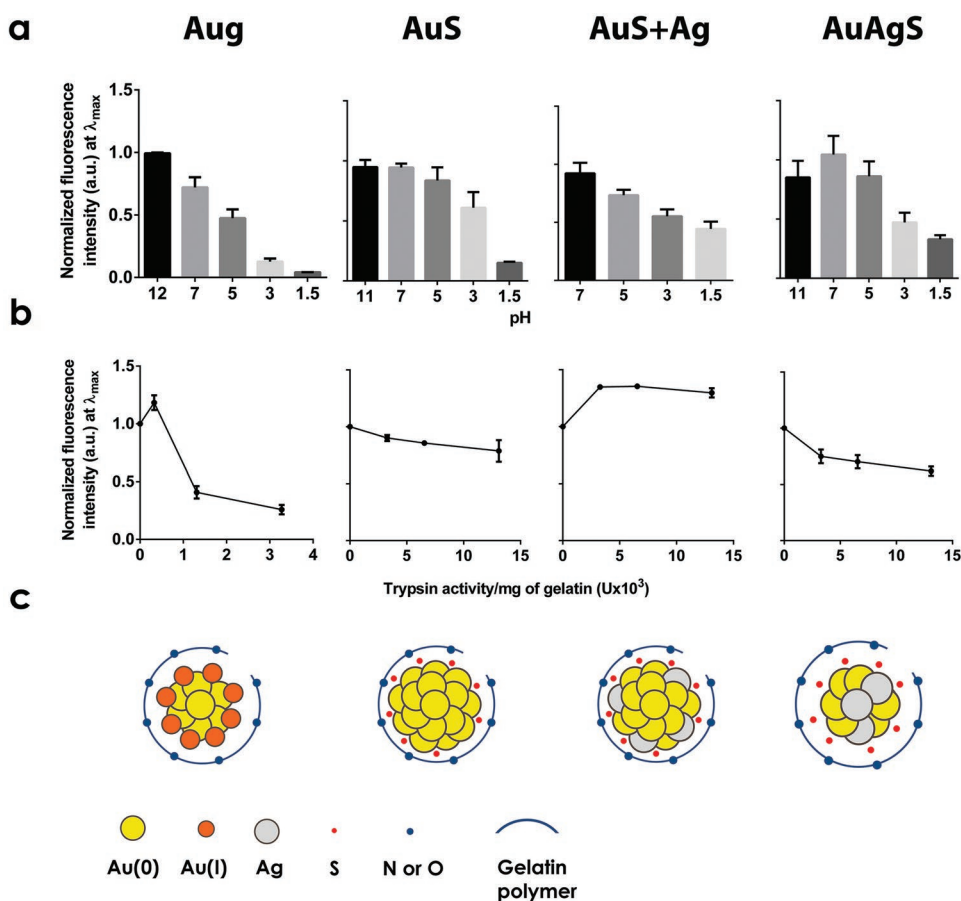 a
Aug AuS AuS+Ag AuAgS
Normalized fluorescence
intensity (a.u.) at λmax
1.5
1.0
0.5
0.0
12 7 5 3 1.5 11 7 5 3 1.5 7 5 3 1.5 11 7 5 3 1.5
pH
b
Normalized fluorescence
intensity (a.u.) at λmax
1.5
1.0
0.5
0.0
0 1 2 3 4 0 5 10 15 0 5 10 15 0 5 10 15
Trypsin activity/mg of gelatin (Ux10³)
c
Au(0) Au(I) Ag S N or O Gelatin
polymer